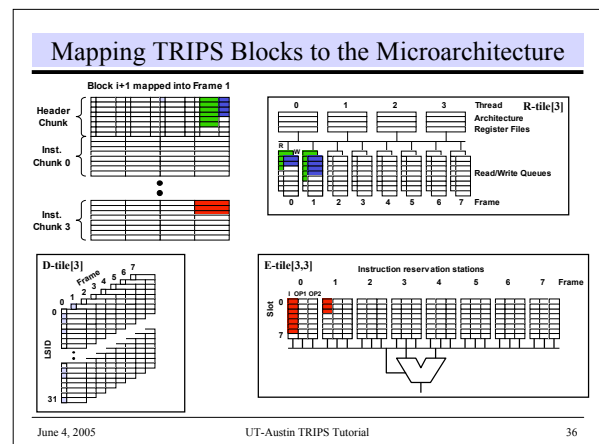 Mapping TRIPS Blocks to the Microarchitecture
Block i+1 mapped into Frame 1
Header
Chunk
Inst.
Chunk 0
Inst.
Chunk 3
R-tile[3]
0 1 2 3 Thread
Architecture
Register Files
R W
Read/Write Queues
0 1 2 3 4 5 6 7 Frame
D-tile[3]
Frame
0 1 2 3 4 5 6 7
0
LSID
31
E-tile[3,3]
Instruction reservation stations
0 1 2 3 4 5 6 7 Frame
I OP1 OP2
0
Slot
7
June 4, 2005 UT-Austin TRIPS Tutorial 36